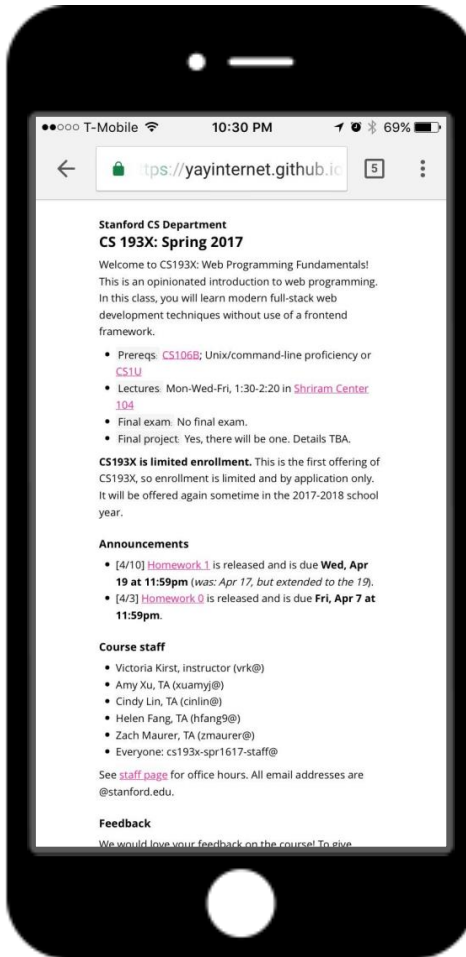 T-Mobile 10:30 PM 69%
tps://yayinternet.github.io 5
Stanford CS Department
CS 193X: Spring 2017
Welcome to CS193X: Web Programming Fundamentals!
This is an opinionated introduction to web programming.
In this class, you will learn modern full-stack web
development techniques without use of a frontend
framework.
• Prereqs: CS106B; Unix/command-line proficiency or
CS1U
• Lectures: Mon-Wed-Fri, 1:30-2:20 in Shriram Center
104
• Final exam: No final exam.
• Final project: Yes, there will be one. Details TBA.
CS193X is limited enrollment. This is the first offering of
CS193X, so enrollment is limited and by application only.
It will be offered again sometime in the 2017-2018 school
year.
Announcements
• [4/10] Homework 1 is released and is due Wed, Apr
19 at 11:59pm (was: Apr 17, but extended to the 19).
• [4/3] Homework 0 is released and is due Fri, Apr 7 at
11:59pm.
Course staff
• Victoria Kirst, instructor (vrk@)
• Amy Xu, TA (xuamyj@)
• Cindy Lin, TA (cinlin@)
• Helen Fang, TA (hfang9@)
• Zach Maurer, TA (zmaurer@)
• Everyone: cs193x-spr1617-staff@
See staff page for office hours. All email addresses are
@stanford.edu.
Feedback
We would love your feedback on the course! To give